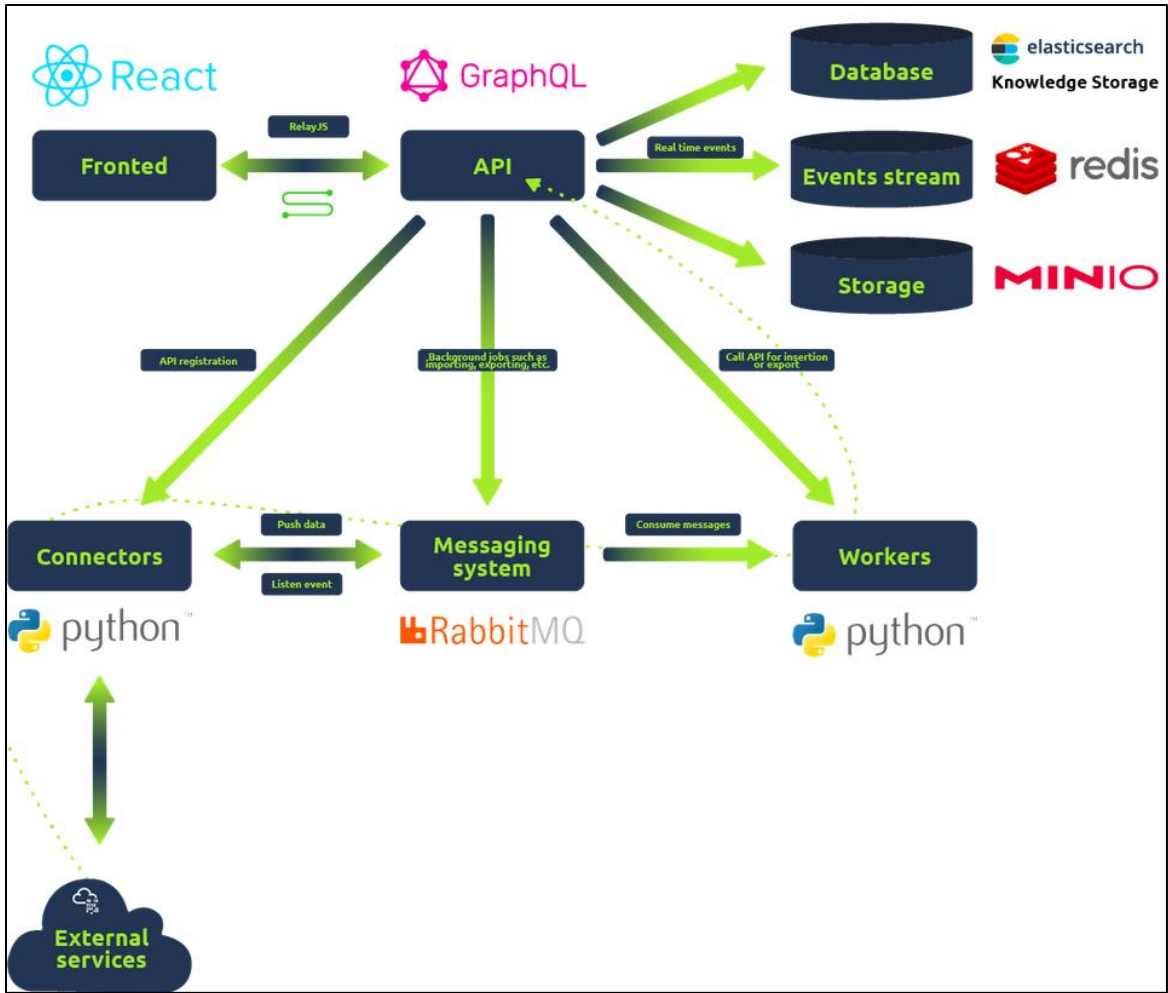 React
GraphQL
Database
elasticsearch
Knowledge Storage
RelayJS
Fronted
API
Real time events
Events stream
redis
Storage
MINIO
API registration
,Background jobs such as
importing, exporting, etc.
Call API for insertion
or export
Connectors
Push data
Listen event
Messaging
system
Consume messages
Workers
python™
RabbitMQ
python™
External
services